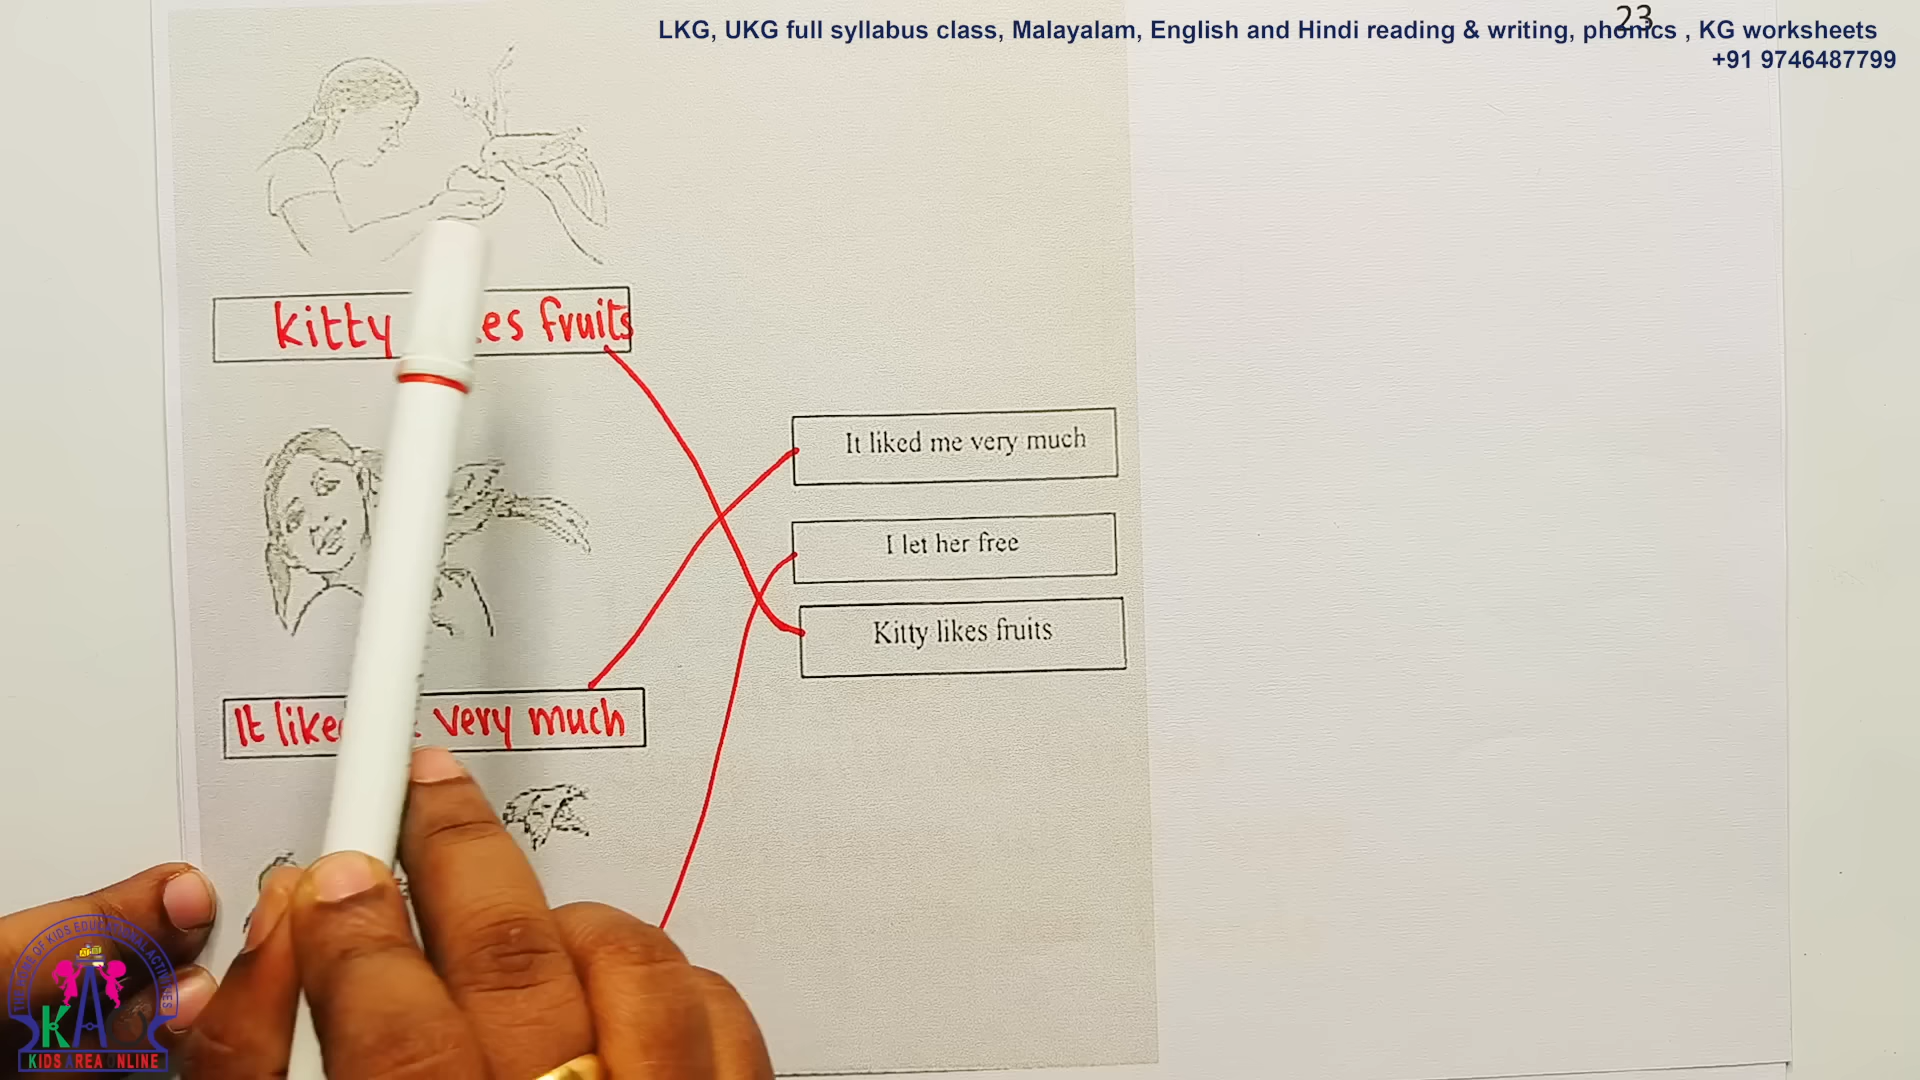 23
LKG, UKG full syllabus class, Malayalam, English and Hindi reading & writing, phonics , KG worksheets
+91 9746487799
kitty es fruits
It liked me very much
I let her free
Kitty likes fruits
It like very much
KAO
KIDS AREA ONLINE